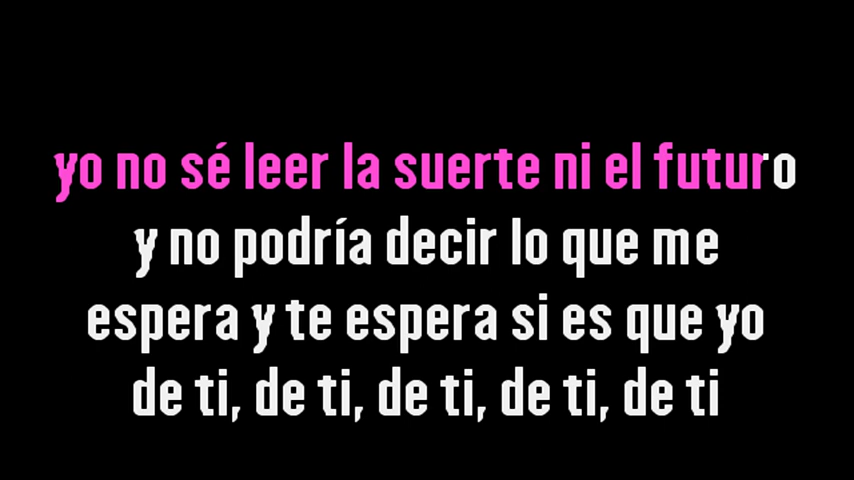 yo no sé leer la suerte ni el futuro
y no podría decir lo que me
espera y te espera si es que yo
de ti, de ti, de ti, de ti, de ti